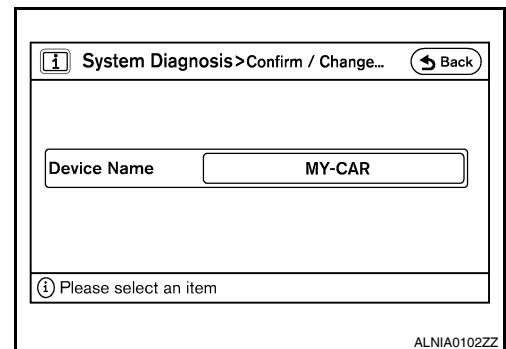 i System Diagnosis>Confirm / Change... Back
Device Name MY-CAR
i Please select an item
ALNIA0102ZZ